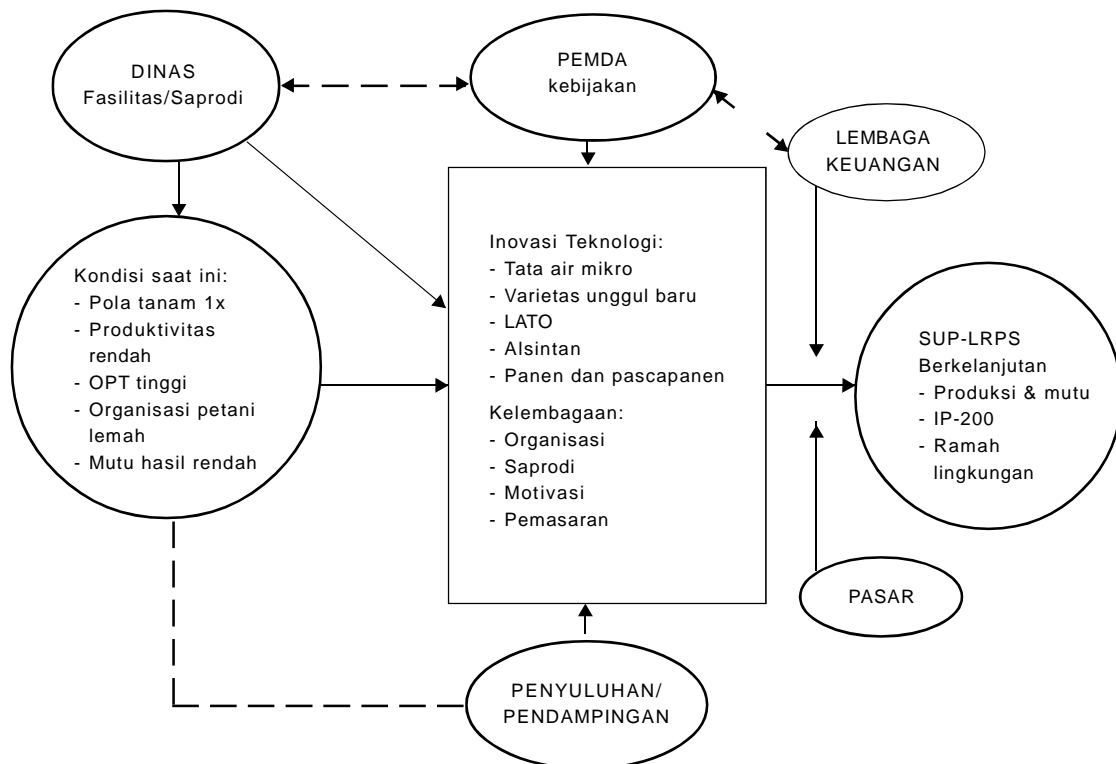 DINAS
Fasilitas/Saprodi
PEMDA
kebijakan
LEMBAGA
KEUANGAN
Kondisi saat ini:
- Pola tanam 1x
- Produktivitas
rendah
- OPT tinggi
- Organisasi petani
lemah
- Mutu hasil rendah
Inovasi Teknologi:
- Tata air mikro
- Varietas unggul baru
- LATO
- Alsintan
- Panen dan pascapanen
Kelembagaan:
- Organisasi
- Saprodi
- Motivasi
- Pemasaran
SUP-LRPS
Berkelanjutan
- Produksi & mutu
- IP-200
- Ramah
lingkungan
PASAR
PENYULUHAN/
PENDAMPINGAN